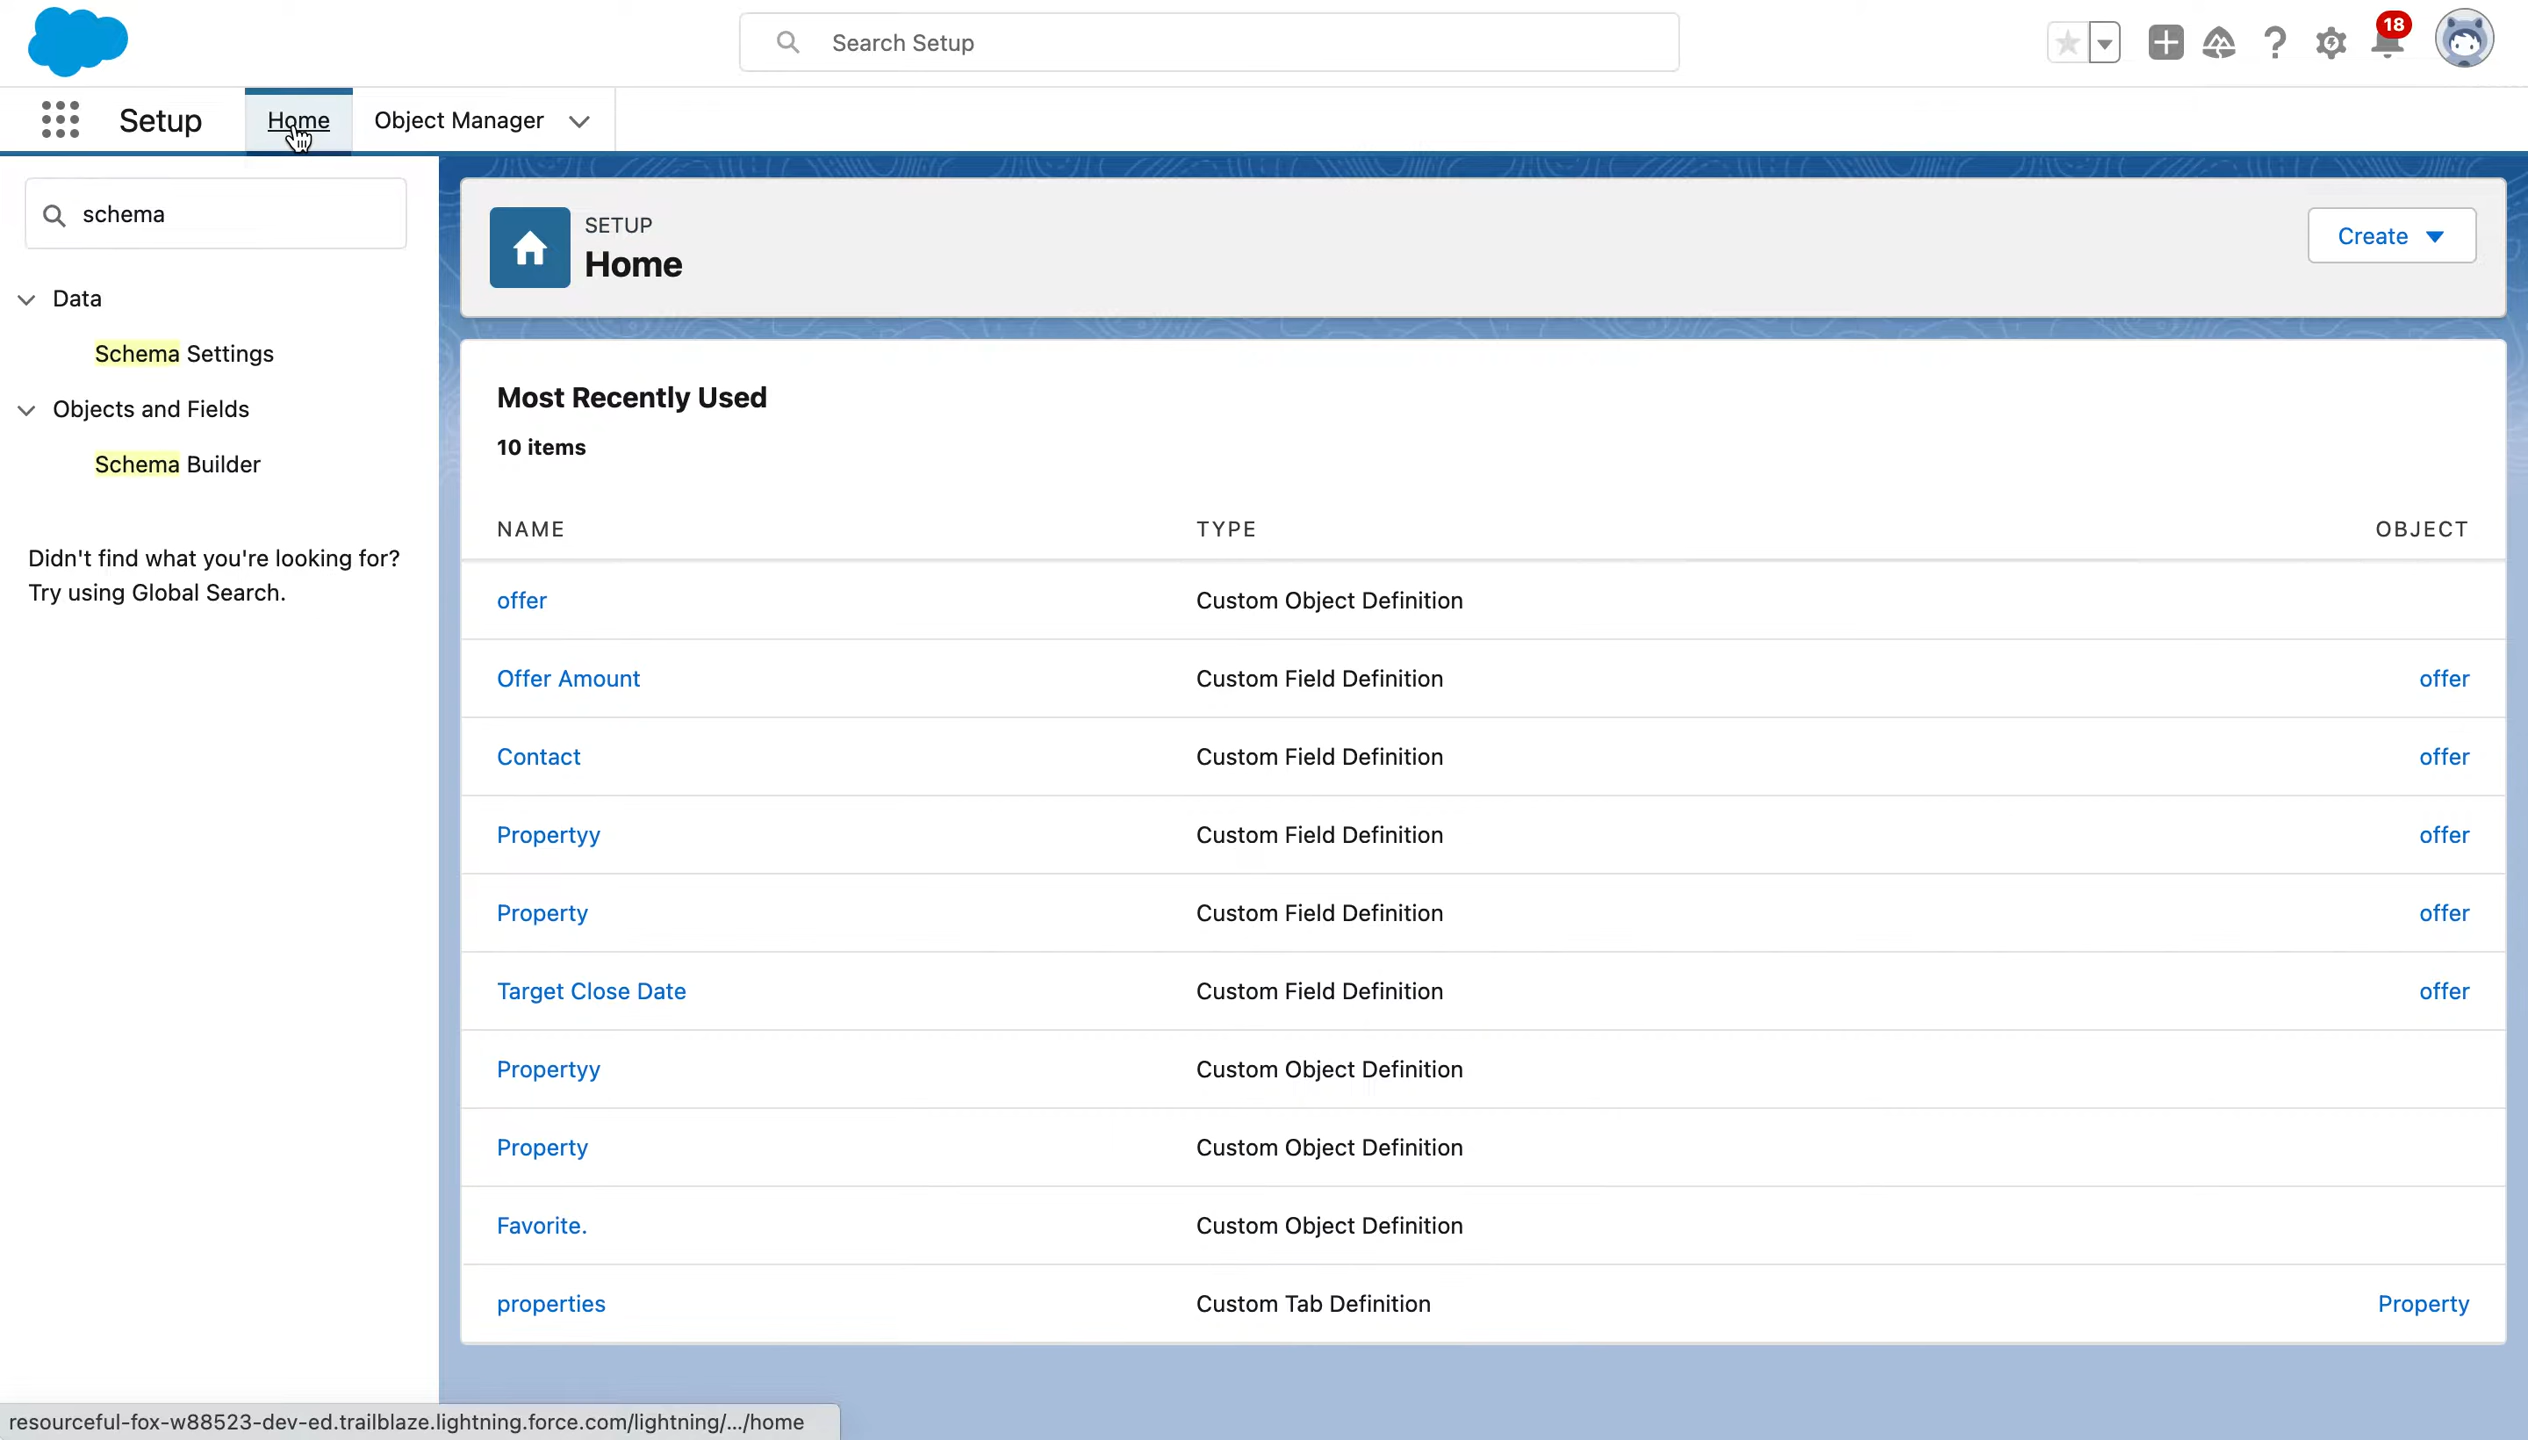 Search Setup
18
Setup
Home
Object Manager
schema
Data
Schema Settings
Objects and Fields
Schema Builder
Didn't find what you're looking for?
Try using Global Search.
SETUP
Home
Create
Most Recently Used
10 items
NAME TYPE OBJECT
offer Custom Object Definition
Offer Amount Custom Field Definition offer
Contact Custom Field Definition offer
Propertyy Custom Field Definition offer
Property Custom Field Definition offer
Target Close Date Custom Field Definition offer
Propertyy Custom Object Definition
Property Custom Object Definition
Favorite. Custom Object Definition
properties Custom Tab Definition Property
resourceful-fox-w88523-dev-ed.trailblaze.lightning.force.com/lightning/.../home